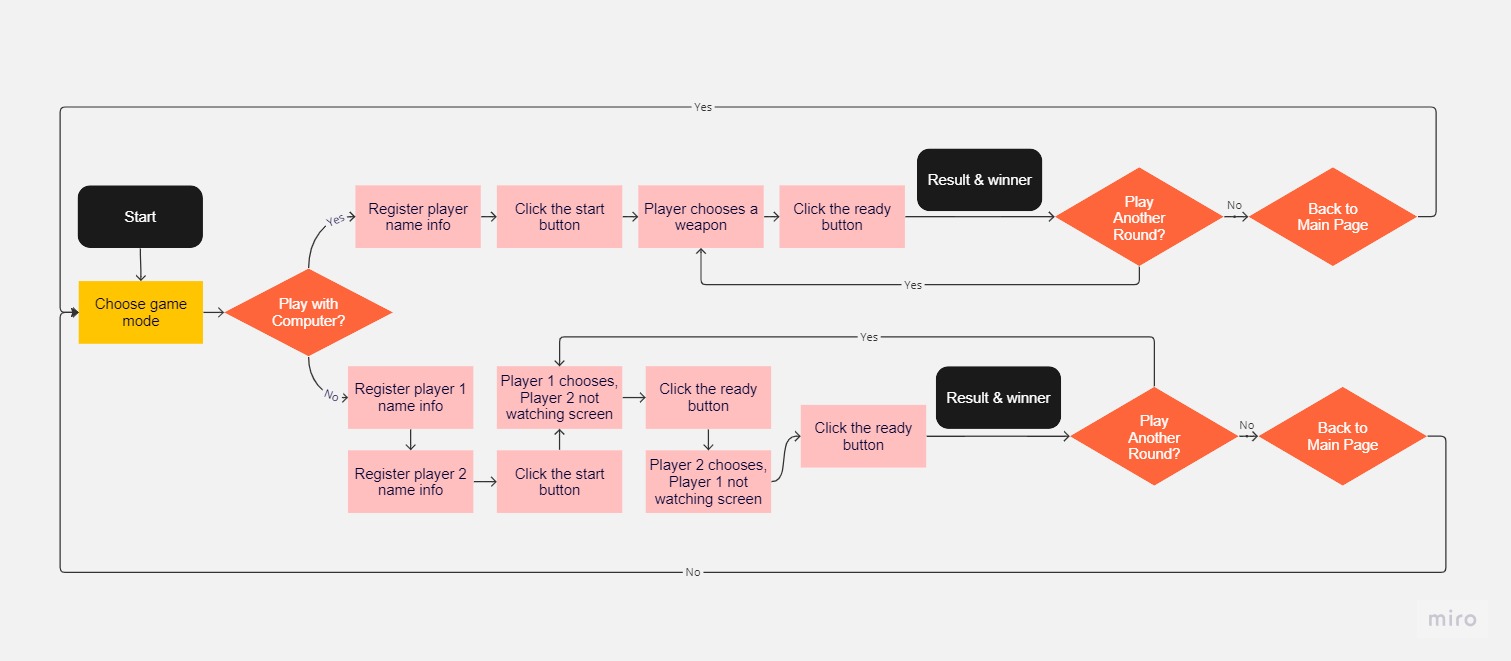 Yes
Start
Choose game
mode
Play with
Computer?
Yes
Register player
name info
Click the start
button
Player chooses a
weapon
Click the ready
button
Result & winner
Play
Another
Round?
No
Back to
Main Page
Yes
No
Register player 1
name info
Register player 2
name info
Click the start
button
Player 1 chooses,
Player 2 not
watching screen
Click the ready
button
Player 2 chooses,
Player 1 not
watching screen
Click the ready
button
Result & winner
Play
Another
Round?
Yes
No
Back to
Main Page
No
miro